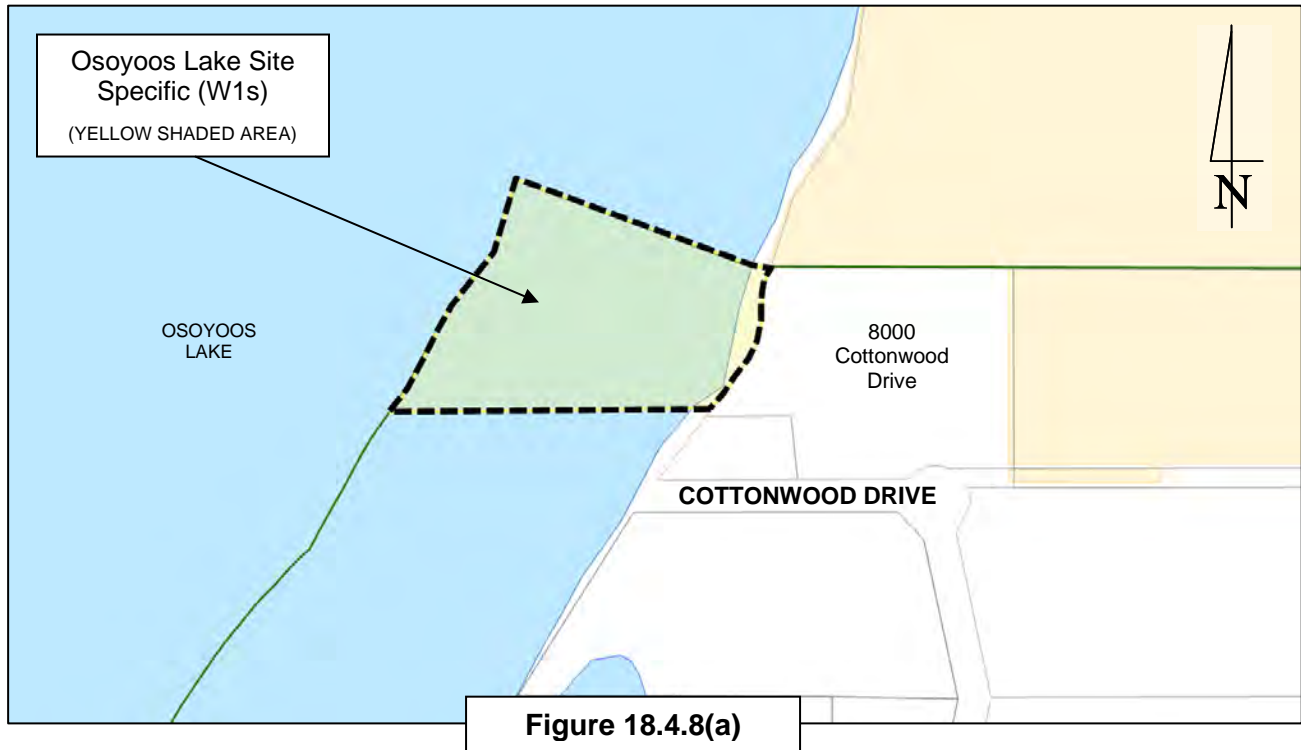 Osoyoos Lake Site
Specific (W1s)
(YELLOW SHADED AREA)
N
OSOYOOS
LAKE
8000
Cottonwood
Drive
COTTONWOOD DRIVE
Figure 18.4.8(a)